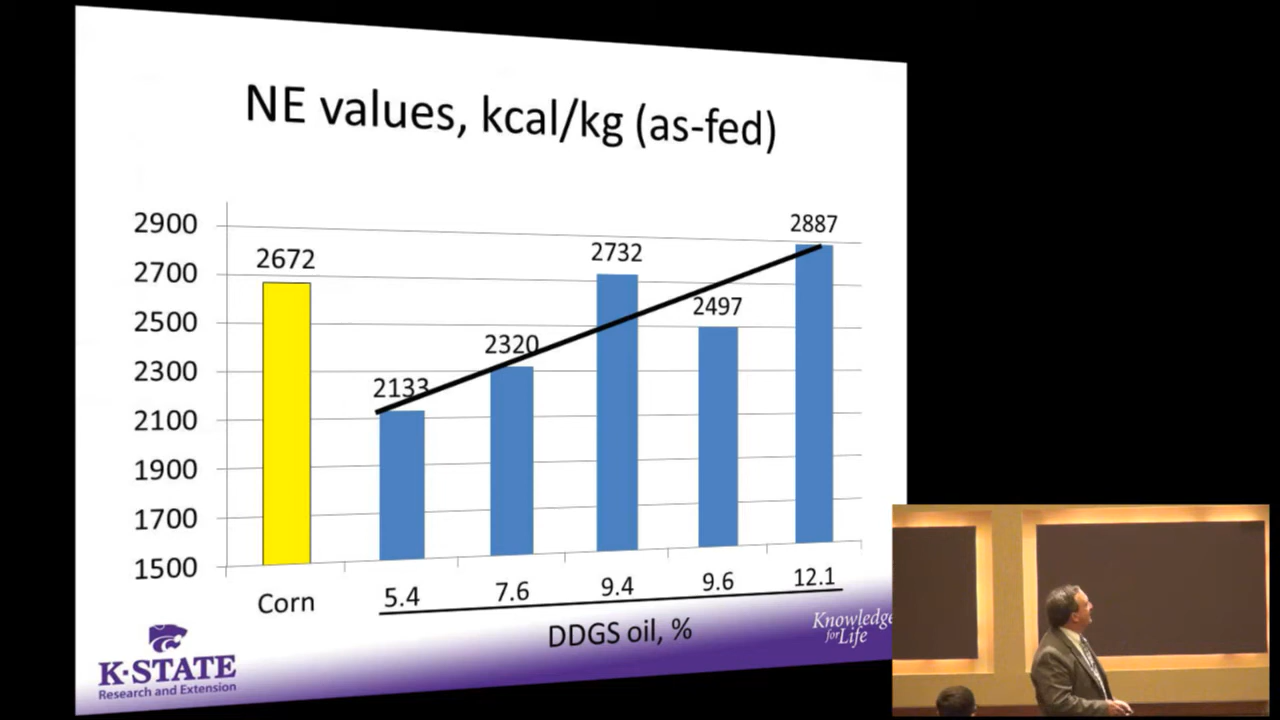 NE values, kcal/kg (as-fed)
2900
2700
2500
2300
2100
1900
1700
1500
2672
2133
2320
2732
2497
2887
Corn
5.4
7.6
9.4
9.6
12.1
DDGS oil, %
K-STATE
Research and Extension
Knowledge
for Life